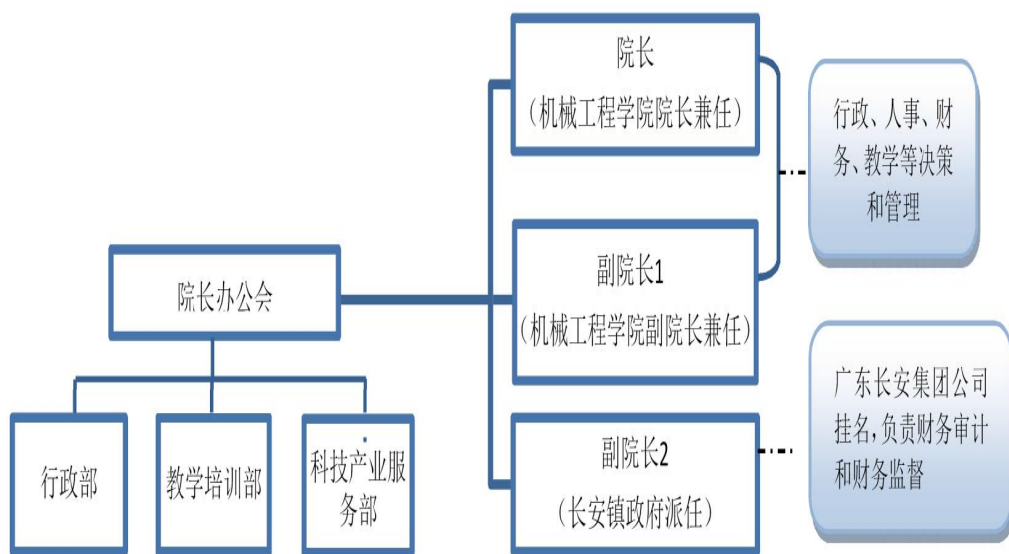 院长
（机械工程学院院长兼任）
行政、人事、财
务、教学等决策
和管理
院长办公会
副院长1
（机械工程学院副院长兼任）
行政部
教学培训部
科技产业服
务部
副院长2
（长安镇政府派任）
广东长安集团公司
挂名，负责财务审计
和财务监督